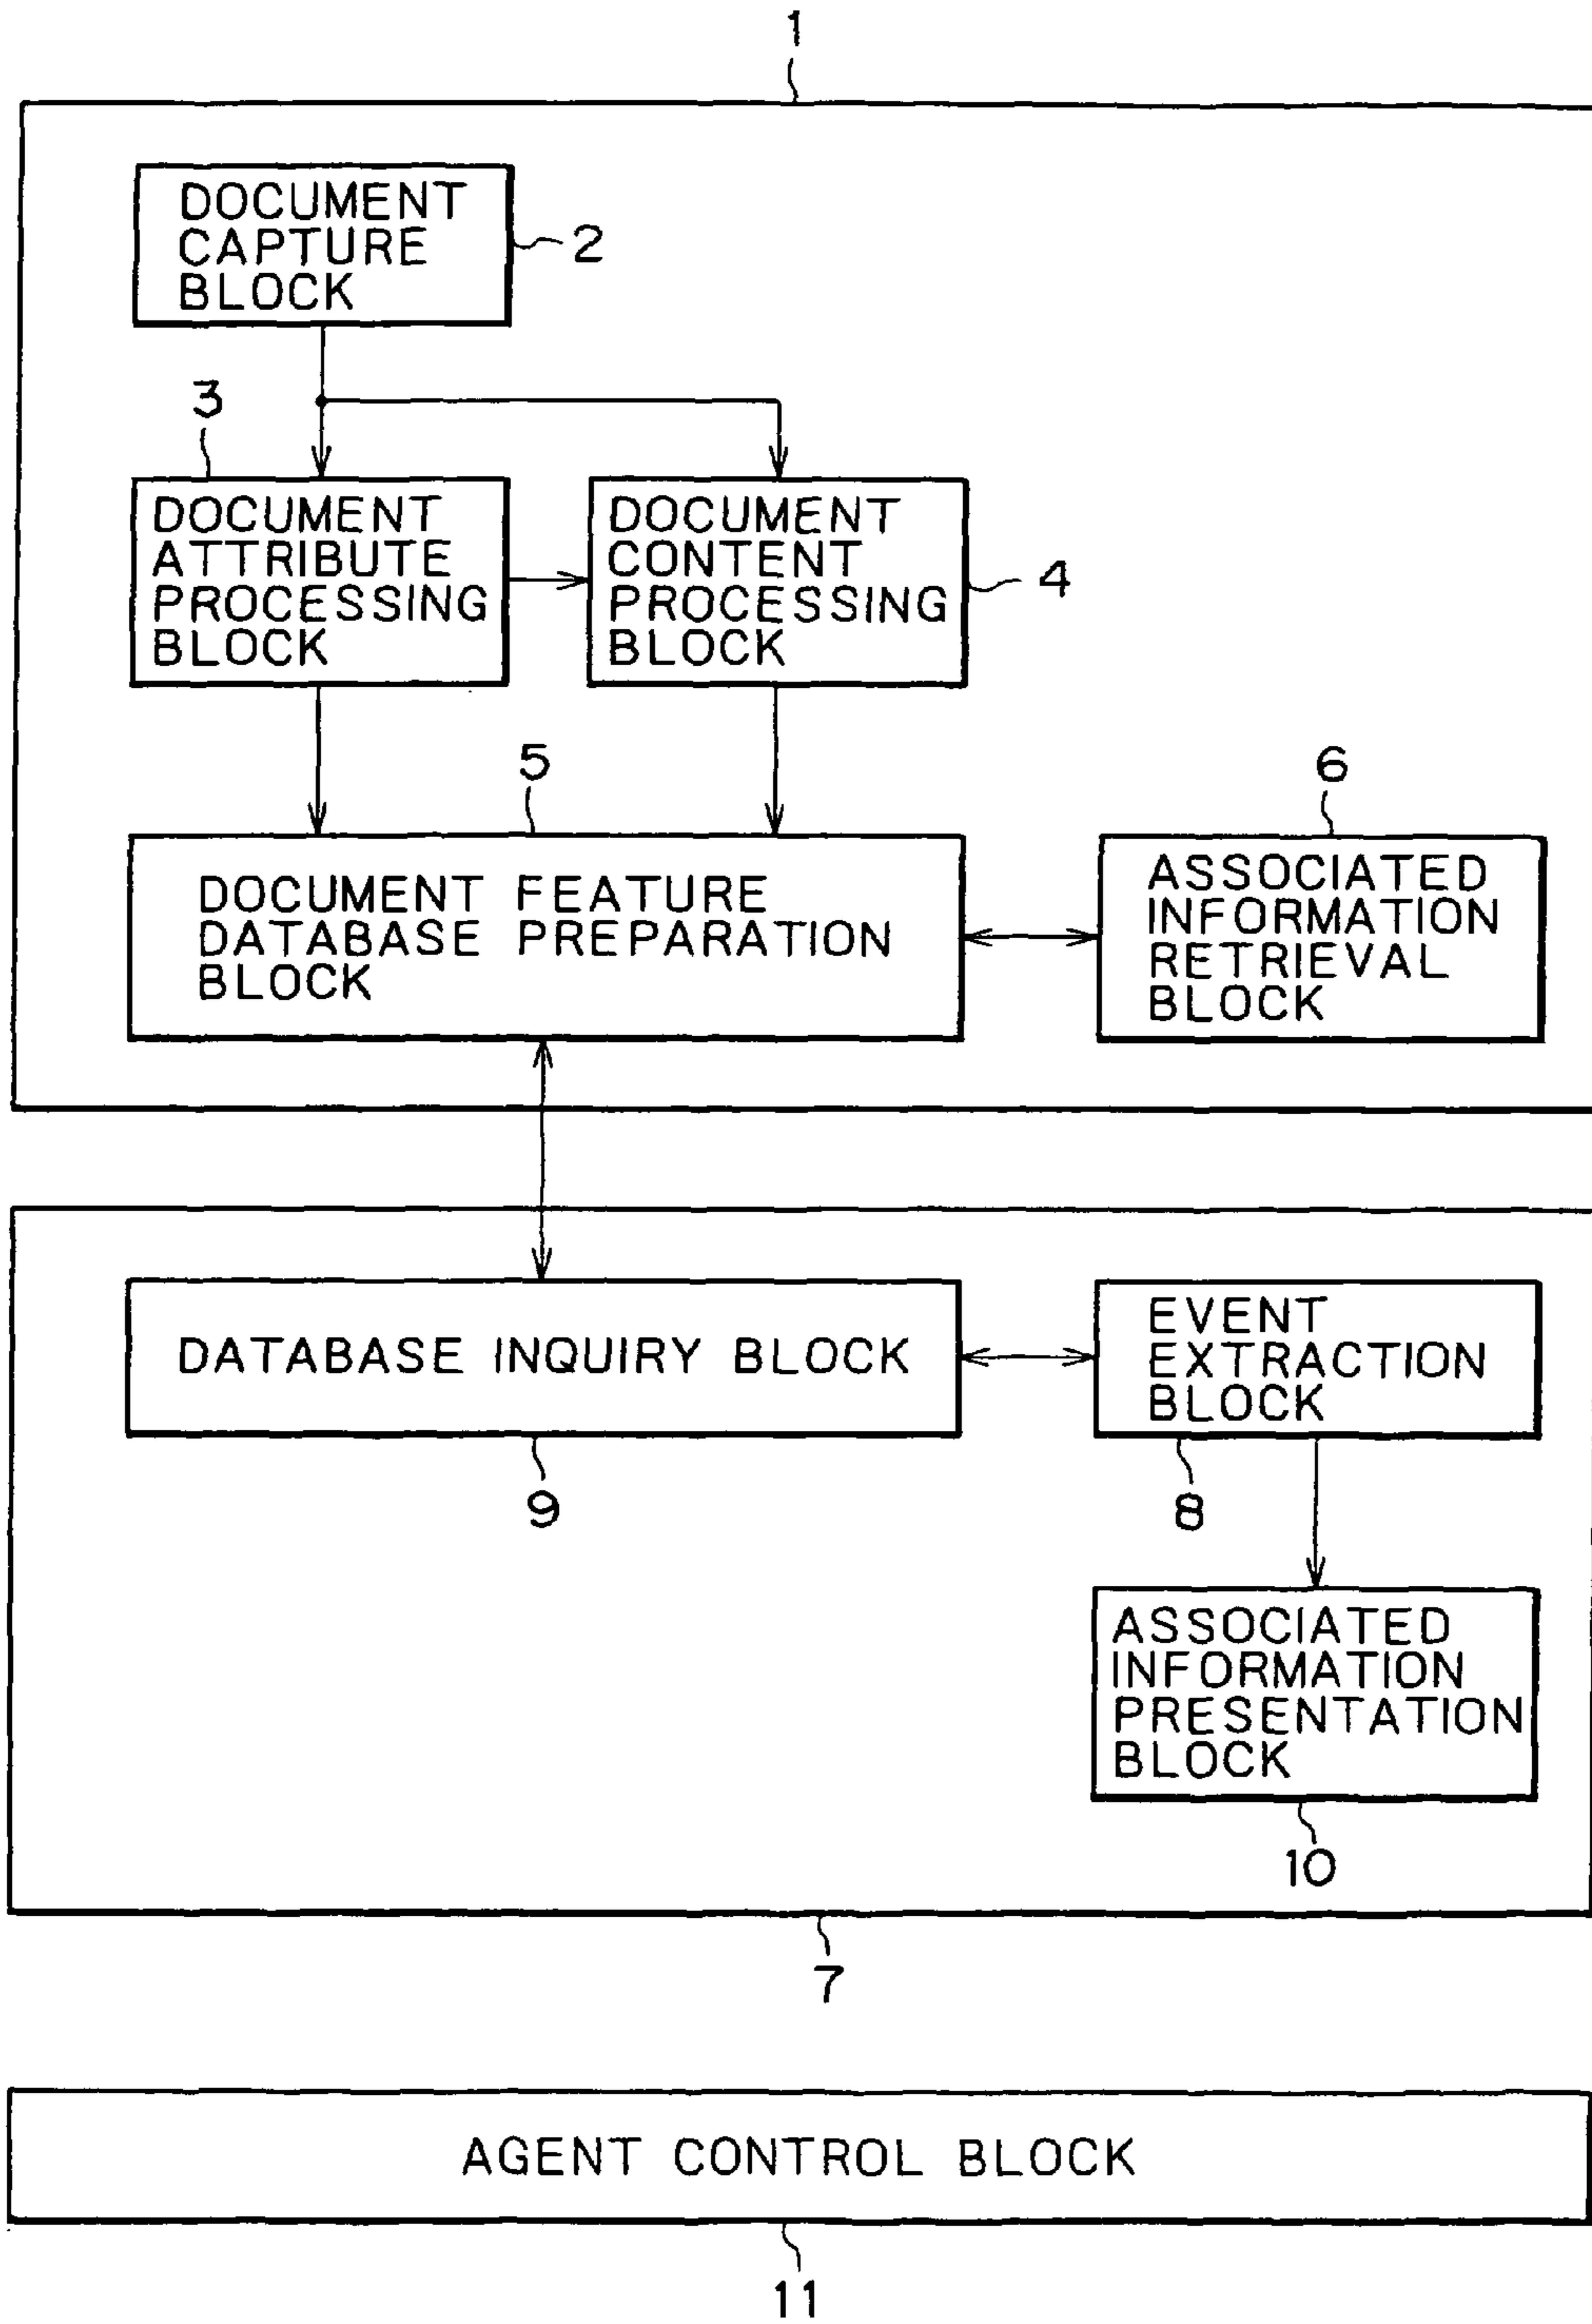 1
DOCUMENT
CAPTURE
BLOCK
2
3
DOCUMENT
ATTRIBUTE
PROCESSING
BLOCK
DOCUMENT
CONTENT
PROCESSING
BLOCK
4
5
6
DOCUMENT FEATURE
DATABASE PREPARATION
BLOCK
ASSOCIATED
INFORMATION
RETRIEVAL
BLOCK
DATABASE INQUIRY BLOCK
EVENT
EXTRACTION
BLOCK
9
8
ASSOCIATED
INFORMATION
PRESENTATION
BLOCK
10
7
AGENT CONTROL BLOCK
11